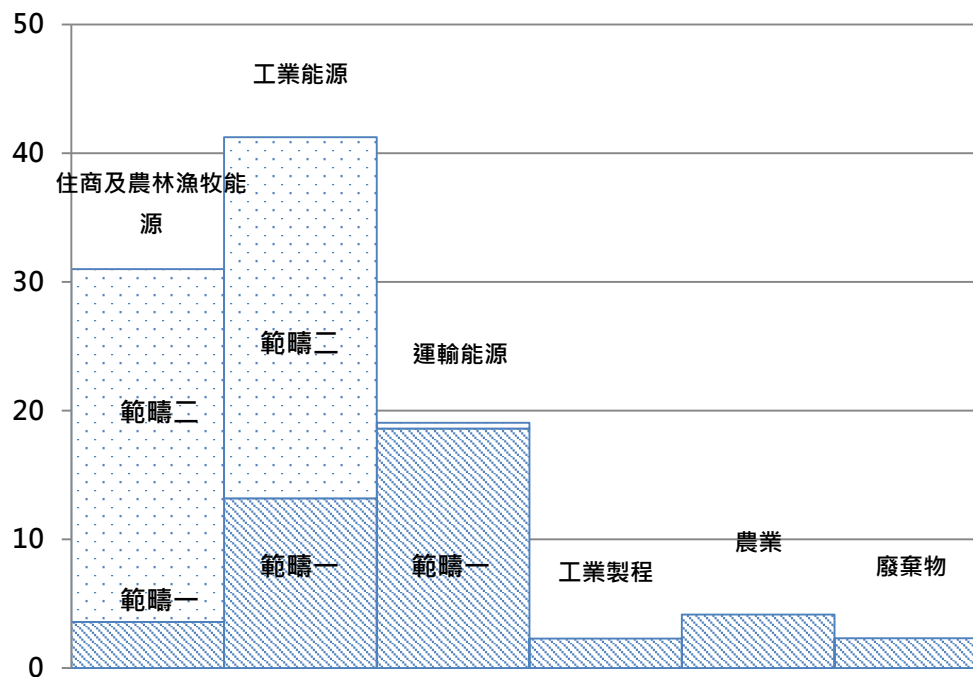 50
工業能源
40
住商及農林漁牧能
源
30
範疇二
運輸能源
20
範疇二
10
農業
範疇一
範疇一
工業製程
廢棄物
範疇一
0